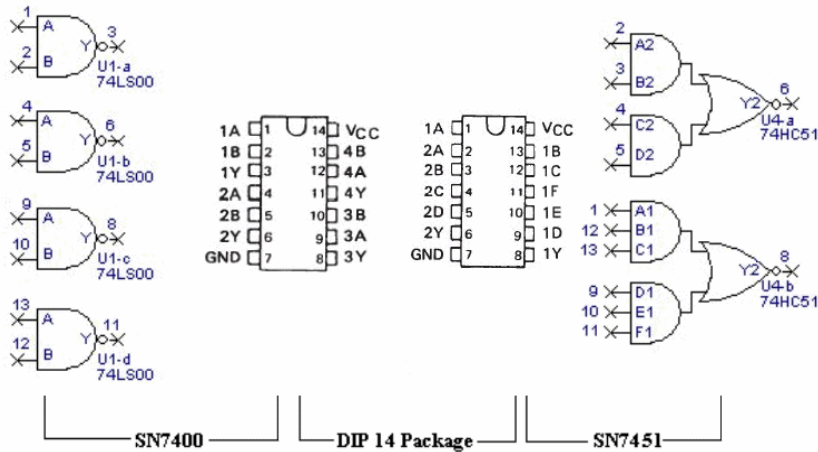 1 A Y 3
2 B
U1-a
74LS00
4 A Y 6
5 B
U1-b
74LS00
9 A Y 8
10 B
U1-c
74LS00
13 A Y 11
12 B
U1-d
74LS00
1A 1 14 VCC
1B 2 13 4B
1Y 3 12 4A
2A 4 11 4Y
2B 5 10 3B
2Y 6 9 3A
GND 7 8 3Y
1A 1 14 VCC
2A 2 13 1B
2B 3 12 1C
2C 4 11 1F
2D 5 10 1E
2Y 6 9 1D
GND 7 8 1Y
2 A2
3 B2
4 C2
5 D2
Y2 6
U4-a
74HC51
1 A1
12 B1
13 C1
9 D1
10 E1
11 F1
Y2 8
U4-b
74HC51
SN7400 DIP 14 Package SN7451